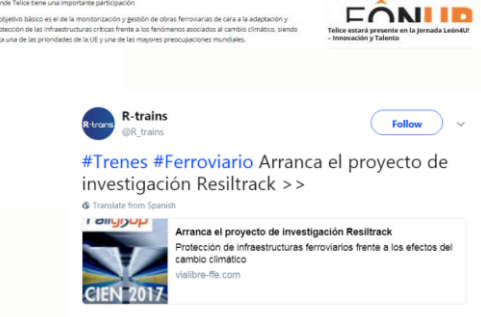 nde Telice tiene una importante participación
objetivo básico es el de la monitorización y gestión de obras ferroviarias de cara a la adaptación y
otección de las infraestructuras críticas frente a los fenómenos asociados al cambio climático, siendo
ta una de las prioridades de la UE y una de las mayores preocupaciones mundiales.
Telice estará presente en la Jornada León4U!
– Innovación y Talento
R-trains
R-trains
@R_trains
Follow
#Trenes #Ferroviario Arranca el proyecto de
investigación Resiltrack >>
Translate from Spanish
Arranca el proyecto de investigación Resiltrack
Protección de infraestructuras ferroviarios frente a los efectos del
cambio climático
vialibre-ffe.com
CIEN 2017